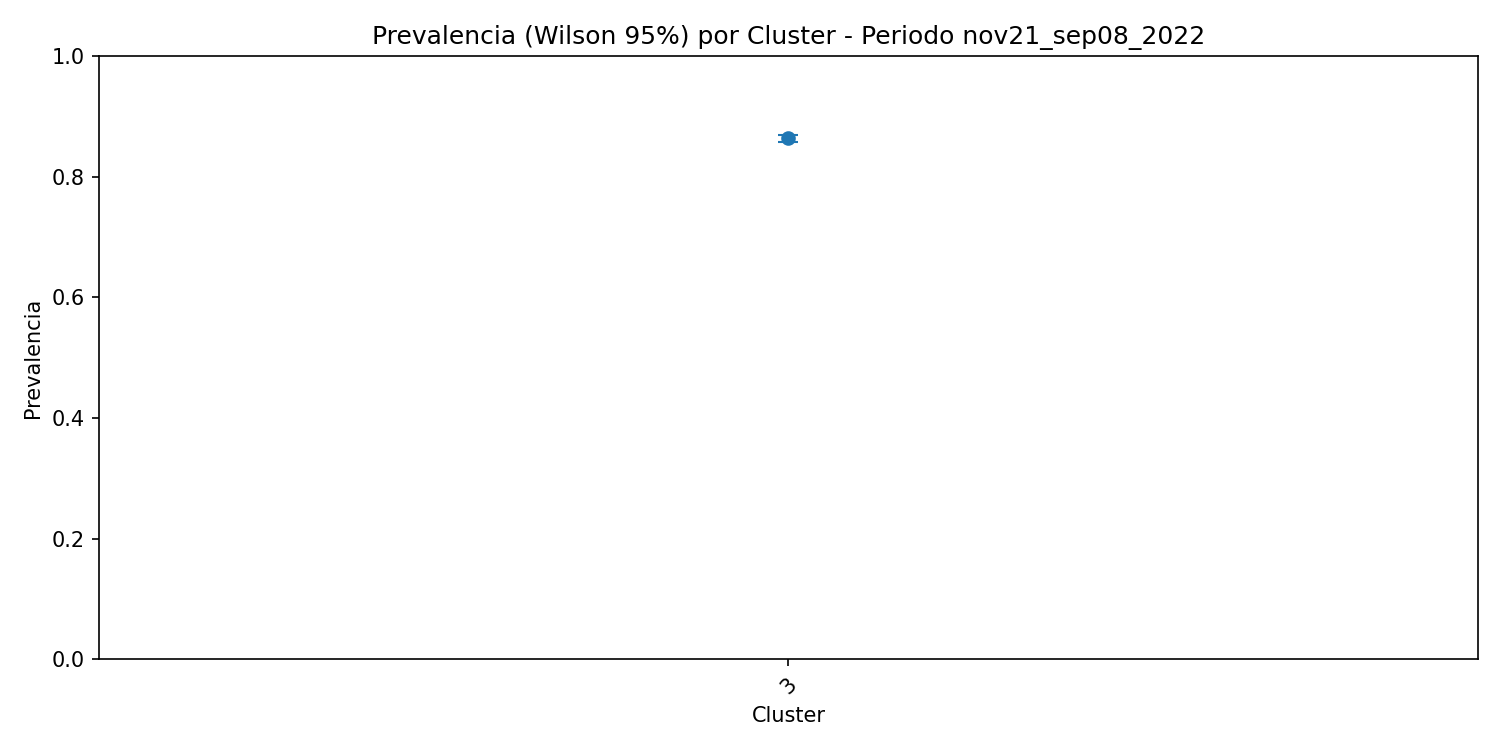 Prevalencia (Wilson 95%) por Cluster - Periodo nov21_sep08_2022
1.0
0.8
0.6
0.4
0.2
0.0
Prevalencia
3
Cluster